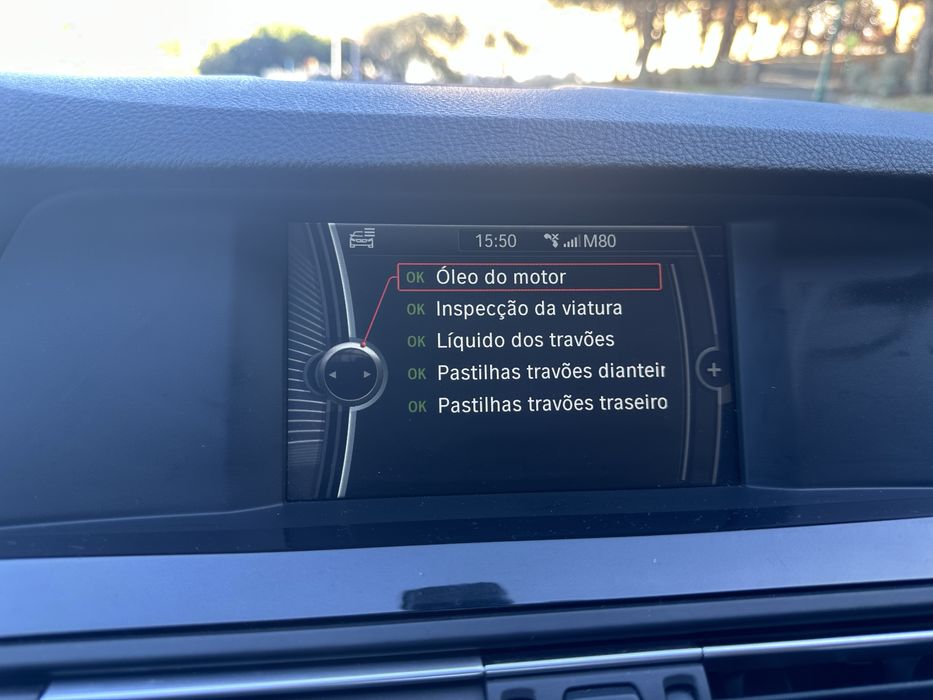 15:50 M80
OK Óleo do motor
OK Inspecção da viatura
OK Líquido dos travões
OK Pastilhas travões dianteir
OK Pastilhas travões traseiro